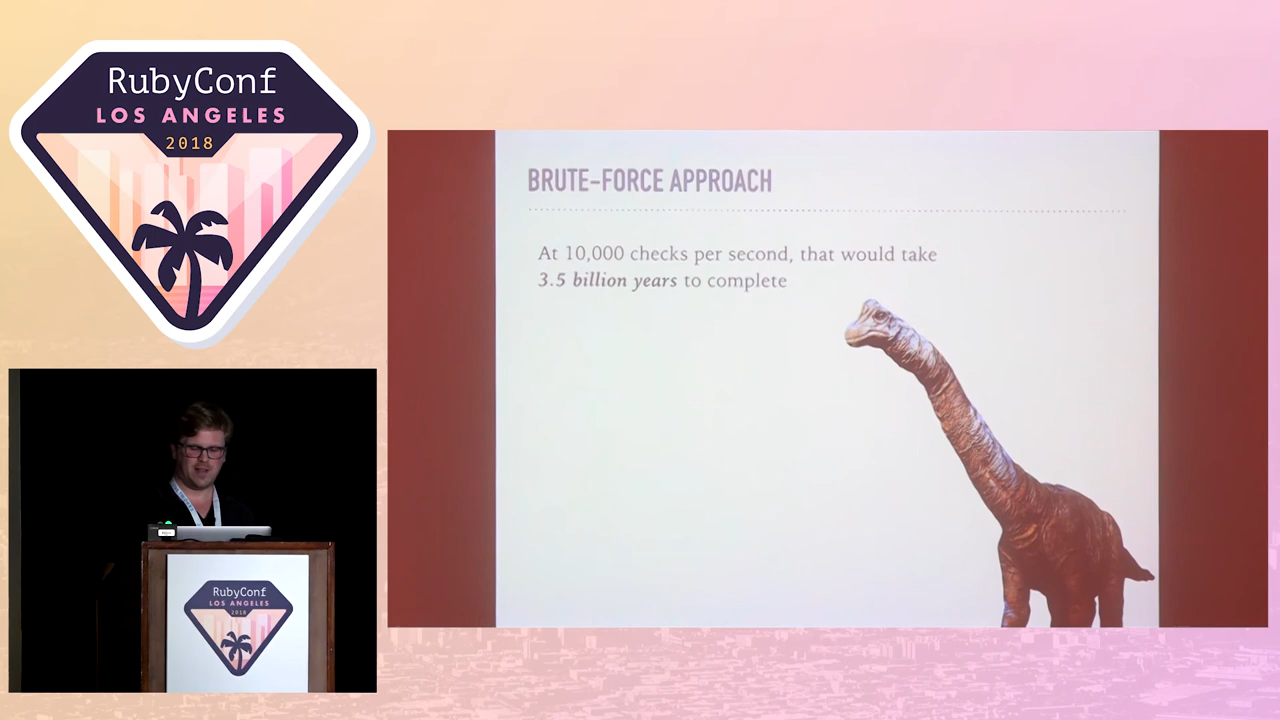 RubyConf
LOS ANGELES
2018
BRUTE-FORCE APPROACH
At 10,000 checks per second, that would take
3.5 billion years to complete
RubyConf
LOS ANGELES
2018